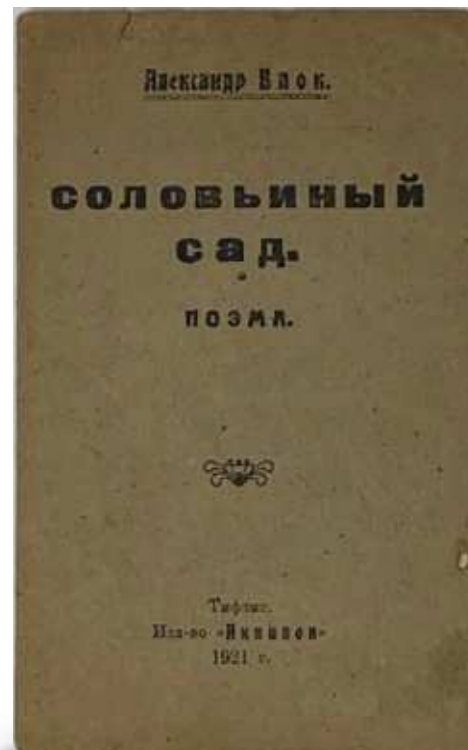 Александр Блок.
СОЛОВЬИНЫЙ
сад.
ПОЭМА.
Тифлис.
Изд-во
1921 г.